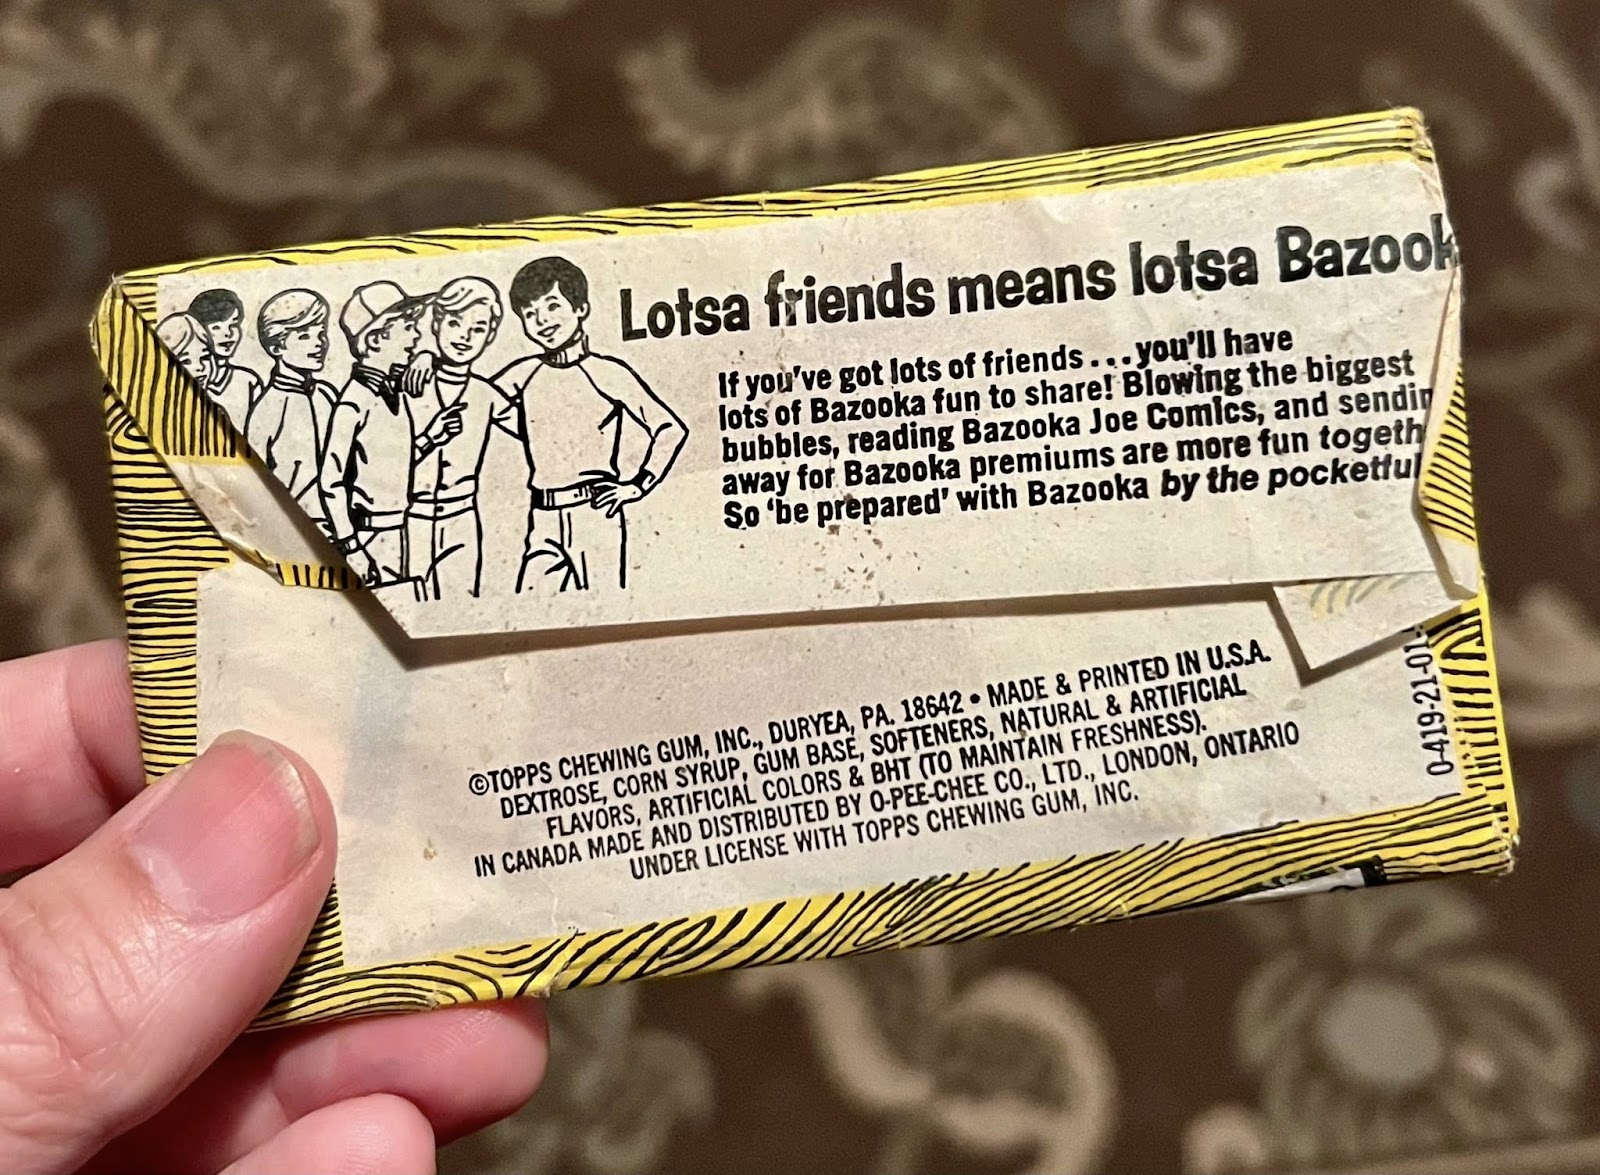 Lotsa friends means lotsa Bazook
If you've got lots of friends...you'll have
lots of Bazooka fun to share! Blowing the biggest
bubbles, reading Bazooka Joe Comics, and sendin
away for Bazooka premiums are more fun togeth
So 'be prepared' with Bazooka by the pocketful
©TOPPS CHEWING GUM, INC., DURYEA, PA. 18642 • MADE & PRINTED IN U.S.A.
DEXTROSE, CORN SYRUP, GUM BASE, SOFTENERS, NATURAL & ARTIFICIAL
FLAVORS, ARTIFICIAL COLORS & BHT (TO MAINTAIN FRESHNESS).
IN CANADA MADE AND DISTRIBUTED BY O-PEE-CHEE CO., LTD., LONDON, ONTARIO
UNDER LICENSE WITH TOPPS CHEWING GUM, INC.
0-419-21-01-